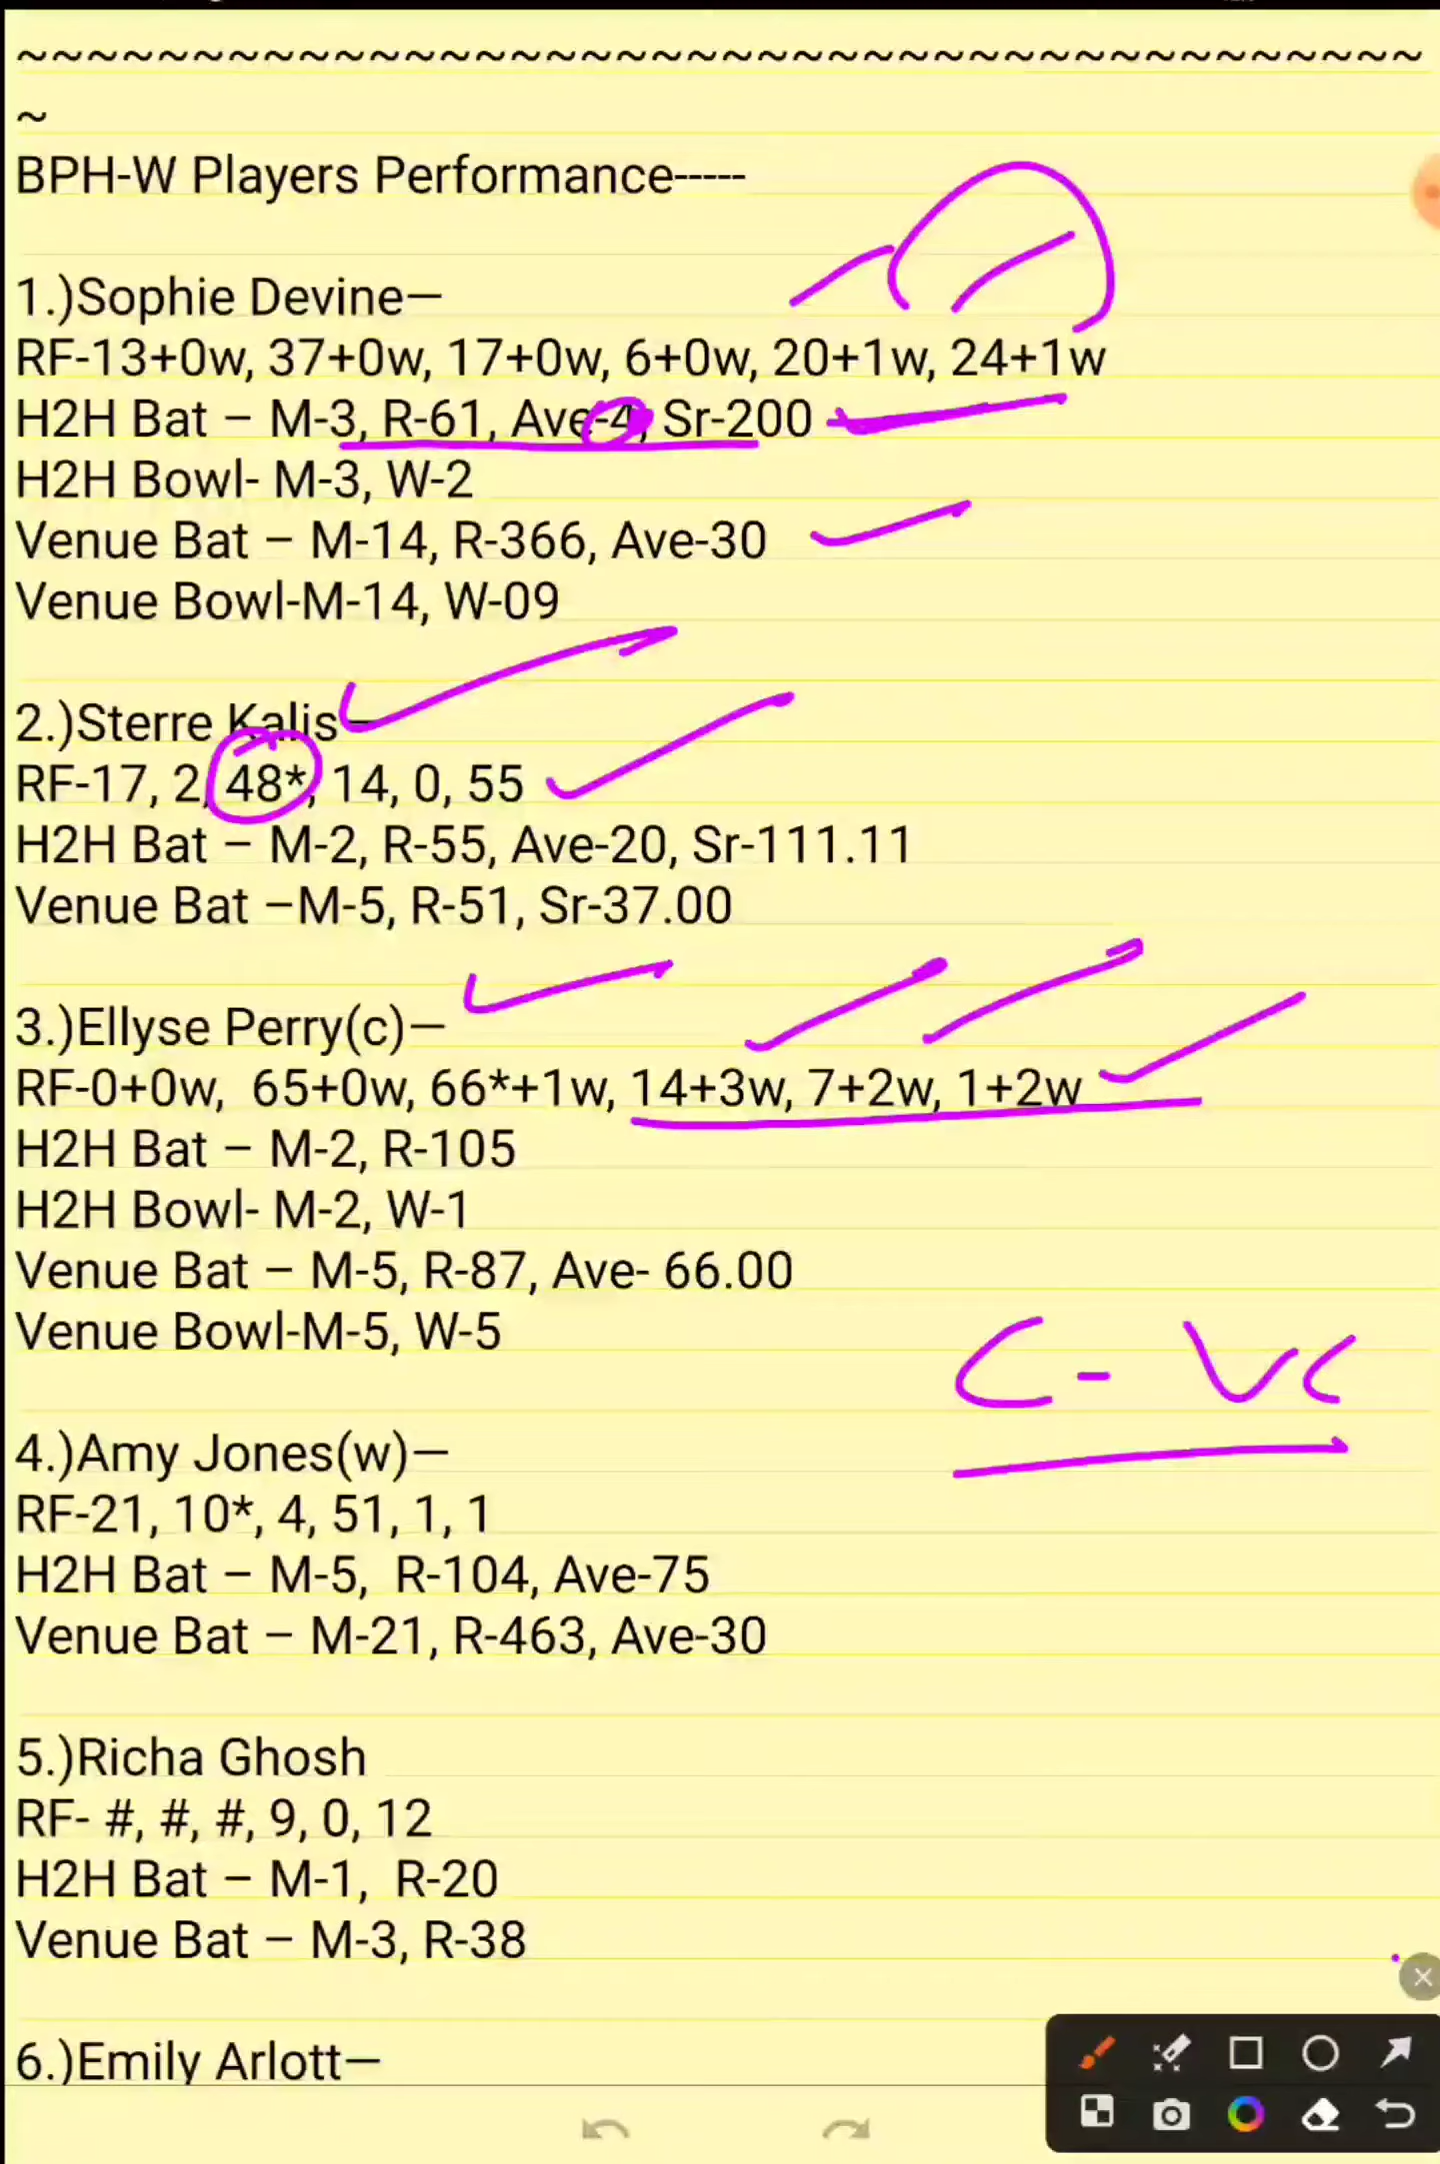 ~~~~~~~~~~~~~~~~~~~~~~~~~~~~~~~~~~~~~~~~
~
BPH-W Players Performance-----
1.)Sophie Devine—
RF-13+0w, 37+0w, 17+0w, 6+0w, 20+1w, 24+1w
H2H Bat – M-3, R-61, Ave-4, Sr-200
H2H Bowl- M-3, W-2
Venue Bat – M-14, R-366, Ave-30
Venue Bowl-M-14, W-09
2.)Sterre Kalis—
RF-17, 2, 48*, 14, 0, 55
H2H Bat – M-2, R-55, Ave-20, Sr-111.11
Venue Bat –M-5, R-51, Sr-37.00
3.)Ellyse Perry(c)—
RF-0+0w, 65+0w, 66*+1w, 14+3w, 7+2w, 1+2w
H2H Bat – M-2, R-105
H2H Bowl- M-2, W-1
Venue Bat – M-5, R-87, Ave- 66.00
Venue Bowl-M-5, W-5
C - VC
4.)Amy Jones(w)—
RF-21, 10*, 4, 51, 1, 1
H2H Bat – M-5, R-104, Ave-75
Venue Bat – M-21, R-463, Ave-30
5.)Richa Ghosh
RF- #, #, #, 9, 0, 12
H2H Bat – M-1, R-20
Venue Bat – M-3, R-38
6.)Emily Arlott—